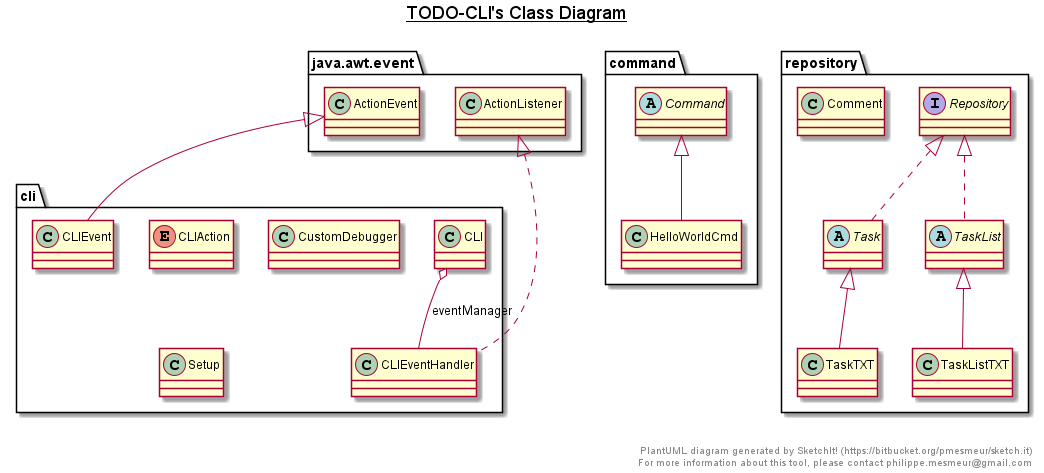 TODO-CLI's Class Diagram
java.awt.event
command
repository
C ActionEvent
C ActionListener
A Command
C Comment
I Repository
cli
C CLIEvent
E CLIAction
C CustomDebugger
C CLI
C HelloWorldCmd
A Task
A TaskList
eventManager
C Setup
C CLIEventHandler
C TaskTXT
C TaskListTXT
PlantUML diagram generated by SketchIt! (https://bitbucket.org/pmesmeur/sketch.it)
For more information about this tool, please contact philippe.mesmeur@gmail.com